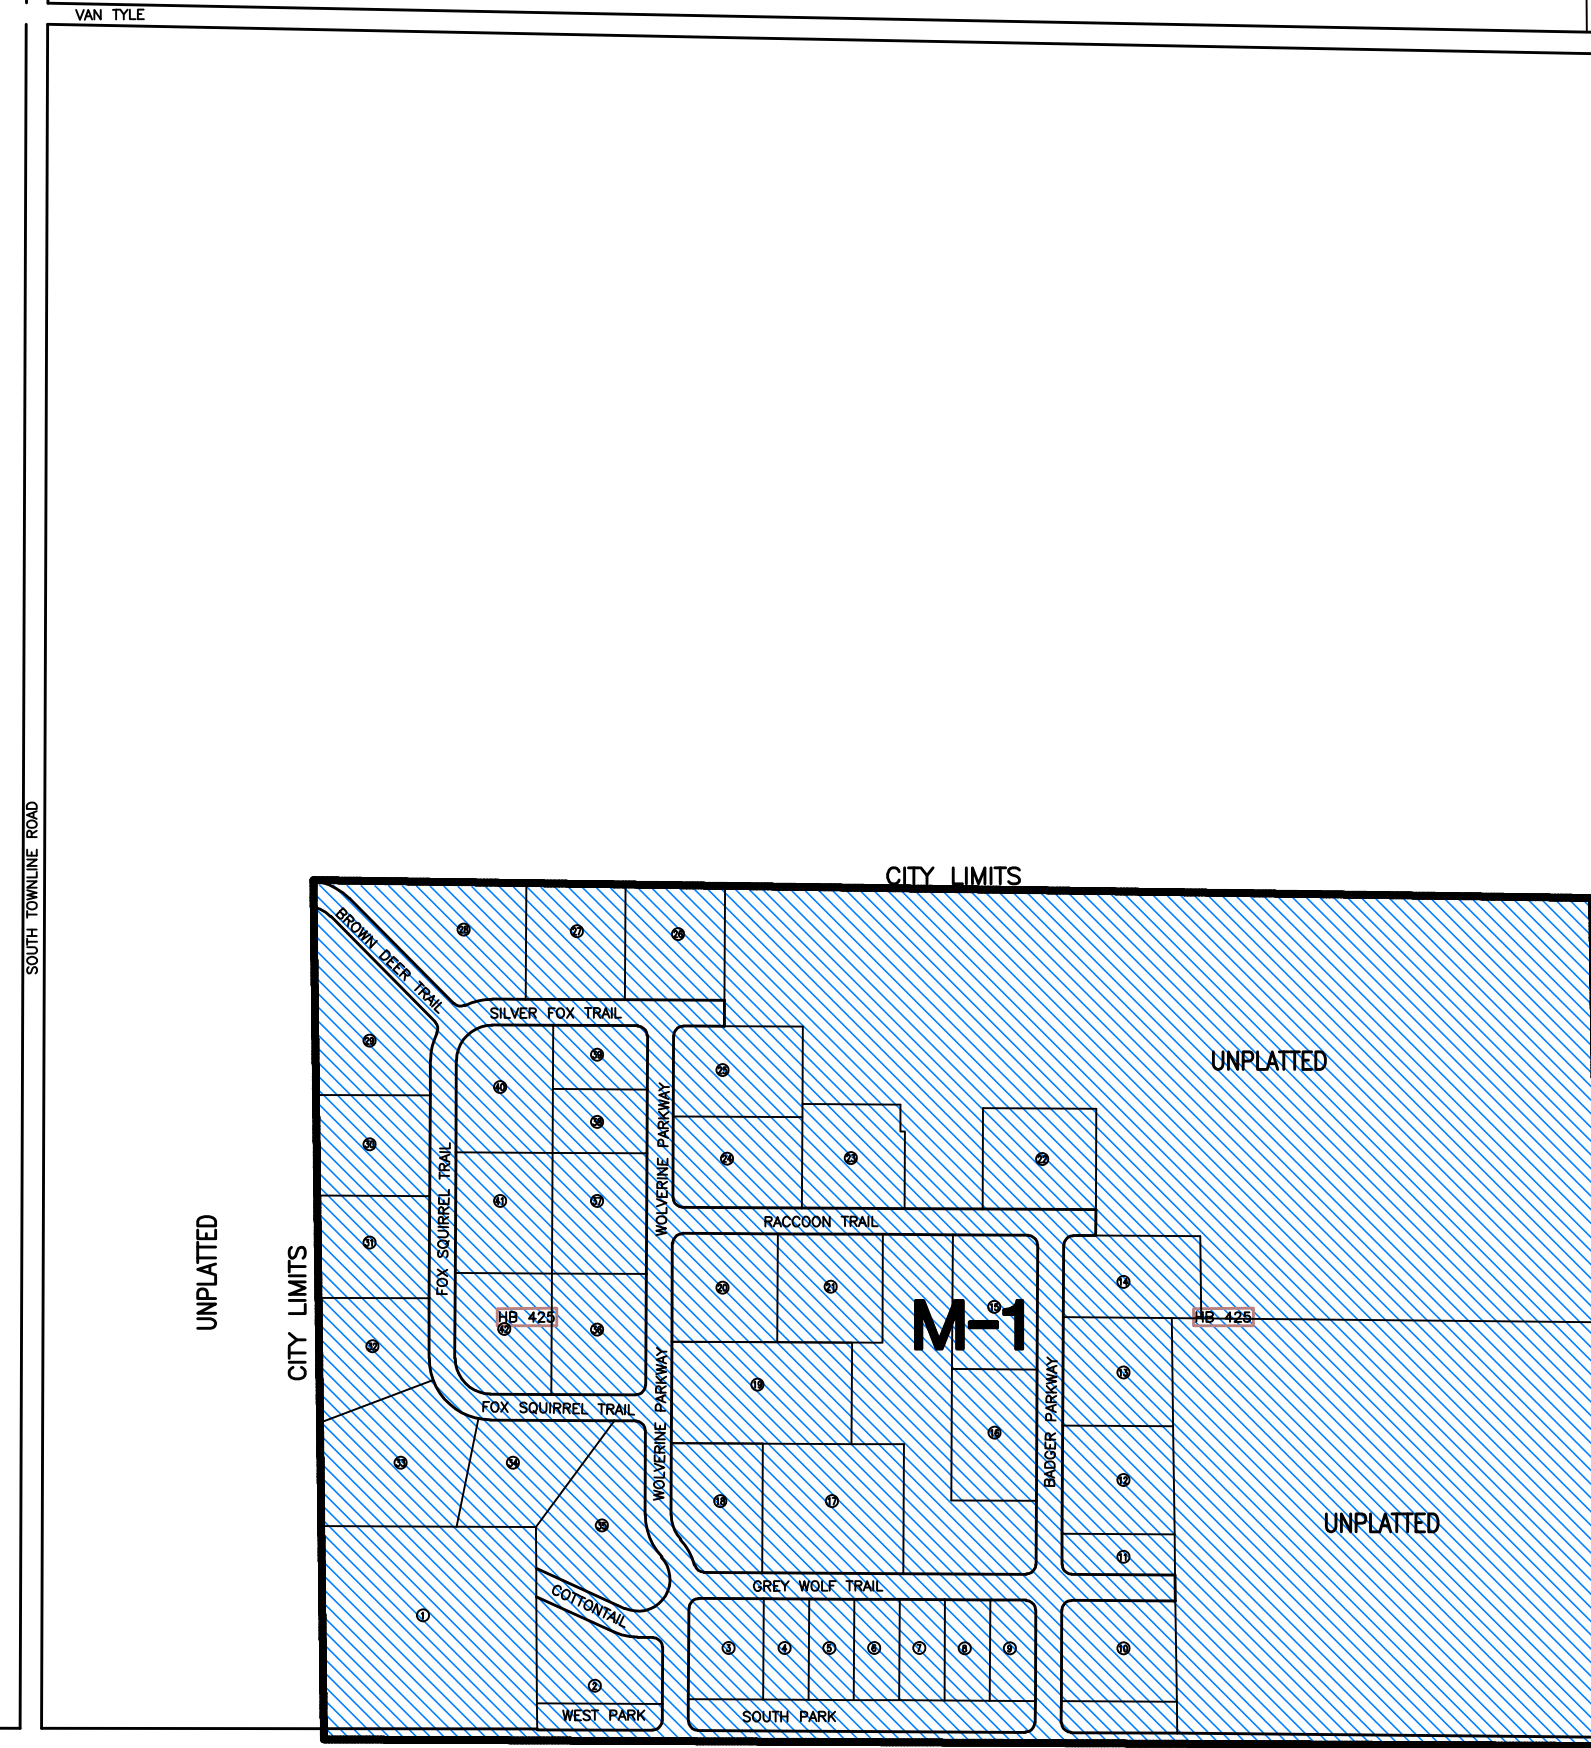 VAN TYLE
SOUTH TOWNLINE ROAD
CITY LIMITS
BROWN DEER TRAIL
28
27
26
SILVER FOX TRAIL
29
39
40
25
UNPLATTED
WOLVERINE PARKWAY
38
30
24
23
22
FOX SQUIRREL TRAIL
41
37
RACCOON TRAIL
31
UNPLATTED
CITY LIMITS
20
21
14
15
M-1
HB 425
HB 425
42
36
32
13
19
WOLVERINE PARKWAY
BADGER PARKWAY
FOX SQUIRREL TRAIL
16
33
34
12
18
17
UNPLATTED
35
11
GREY WOLF TRAIL
COTTONTAIL
1
3
4
5
6
7
8
9
10
2
WEST PARK
SOUTH PARK